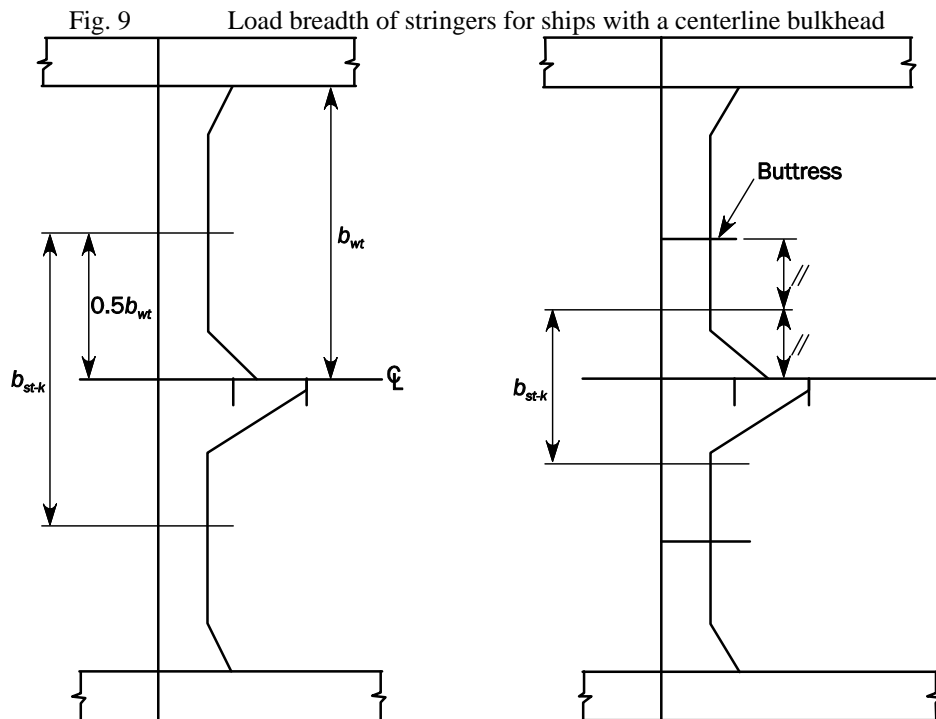 Fig. 9 Load breadth of stringers for ships with a centerline bulkhead
Buttress
b_wt
0.5b_wt
℄
b_st-k
b_st-k